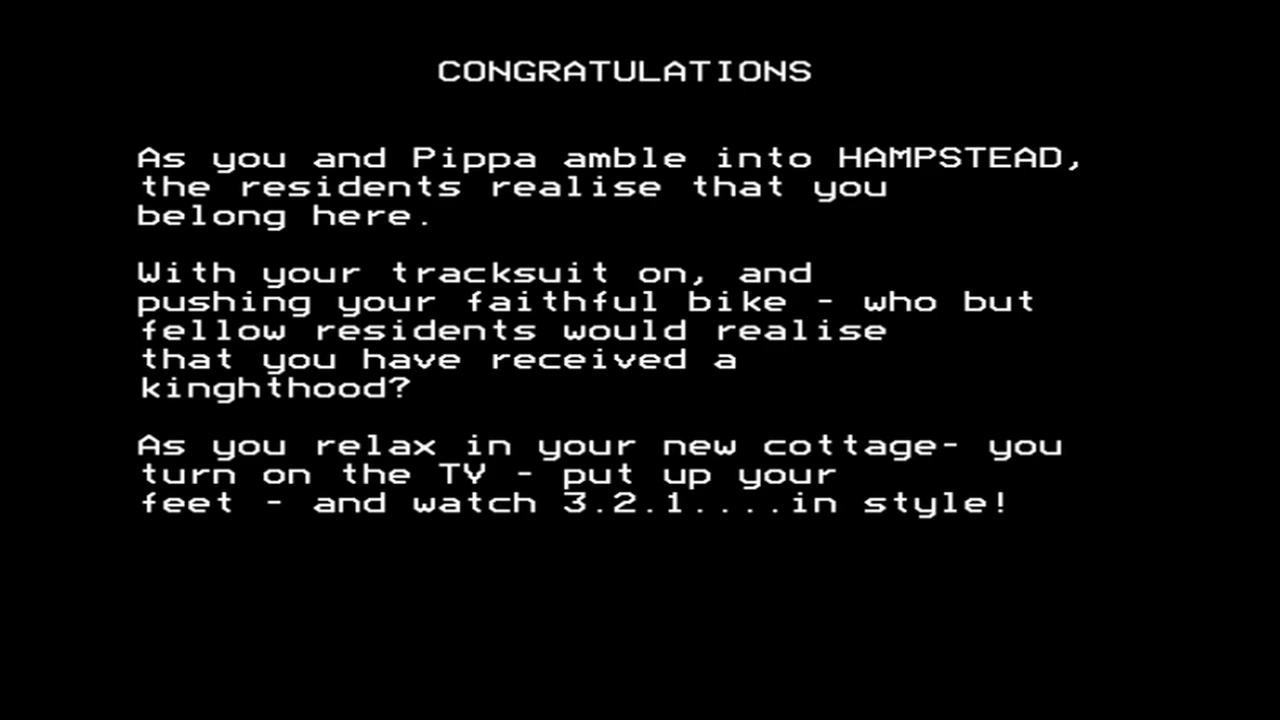 CONGRATULATIONS
As you and Pippa amble into HAMPSTEAD,
the residents realise that you
belong here.
With your tracksuit on, and
pushing your faithful bike - who but
fellow residents would realise
that you have received a
kinghthood?
As you relax in your new cottage- you
turn on the TV - put up your
feet - and watch 3.2.1....in style!